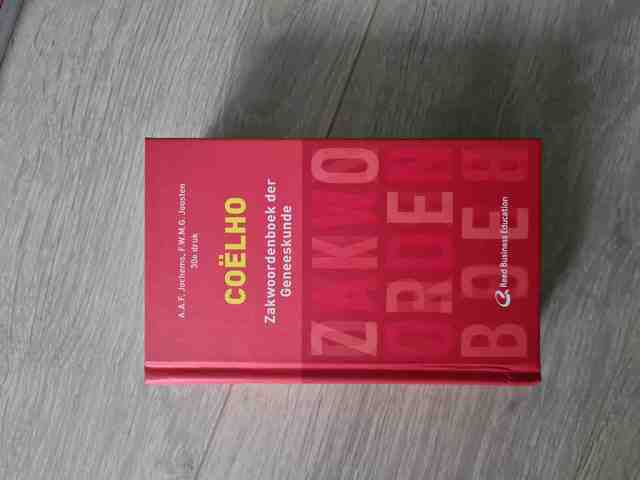 A.A.F. Jochems, F.W.M.G. Joosten
30e druk
COËLHO
Zakwoordenboek der
Geneeskunde
ZAKWO
ORDEN
BOEK
Reed Business Education